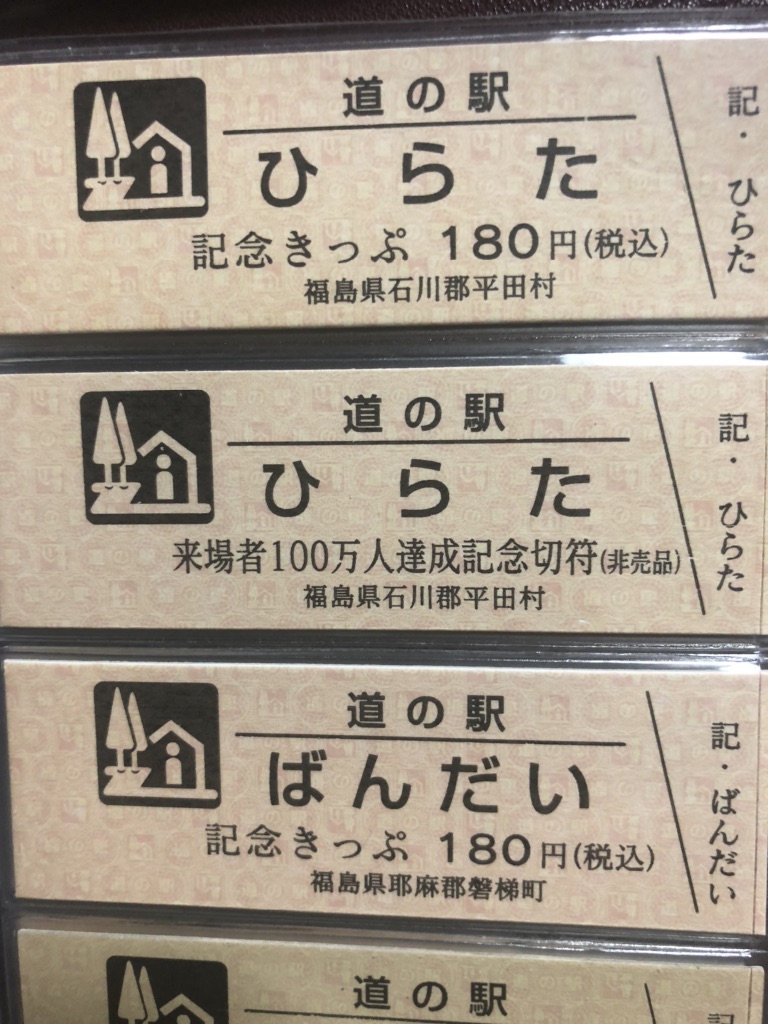 道の駅
ひらた
記念きっぷ 180円(税込)
福島県石川郡平田村
記・ひらた
道の駅
ひらた
来場者100万人達成記念切符(非売品)
福島県石川郡平田村
記・ひらた
道の駅
ばんだい
記念きっぷ 180円(税込)
福島県耶麻郡磐梯町
記・ばんだい
道の駅
記